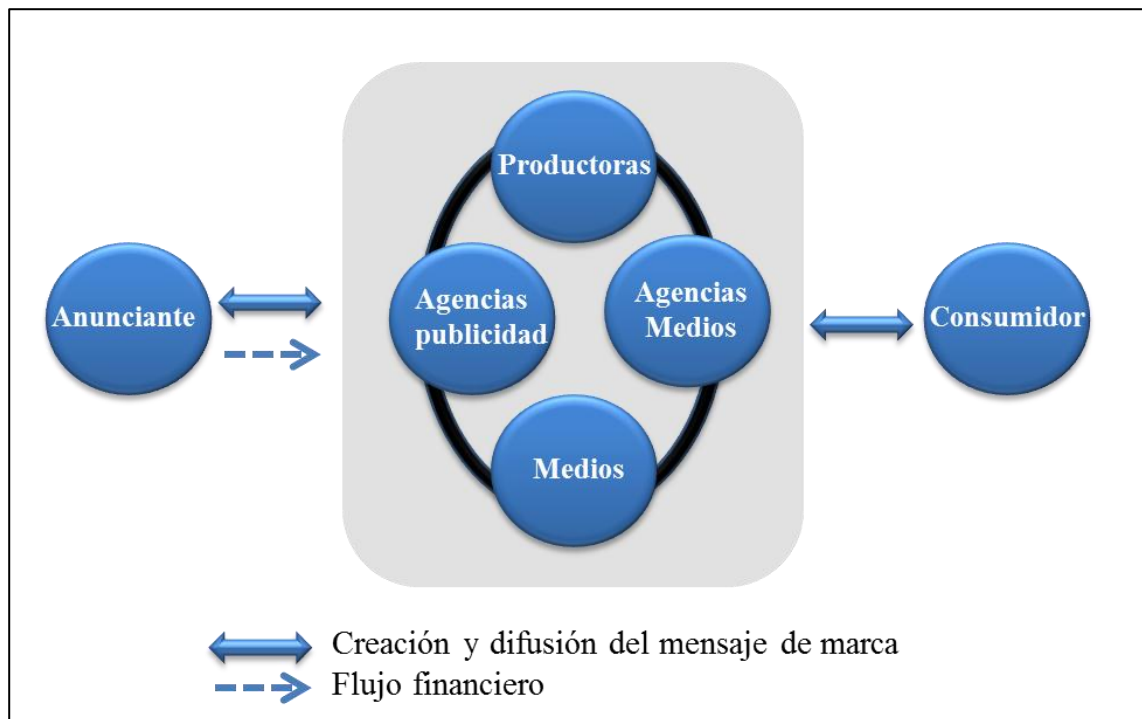 Productoras
Anunciante
Agencias
publicidad
Agencias
Medios
Consumidor
Medios
Creación y difusión del mensaje de marca
Flujo financiero